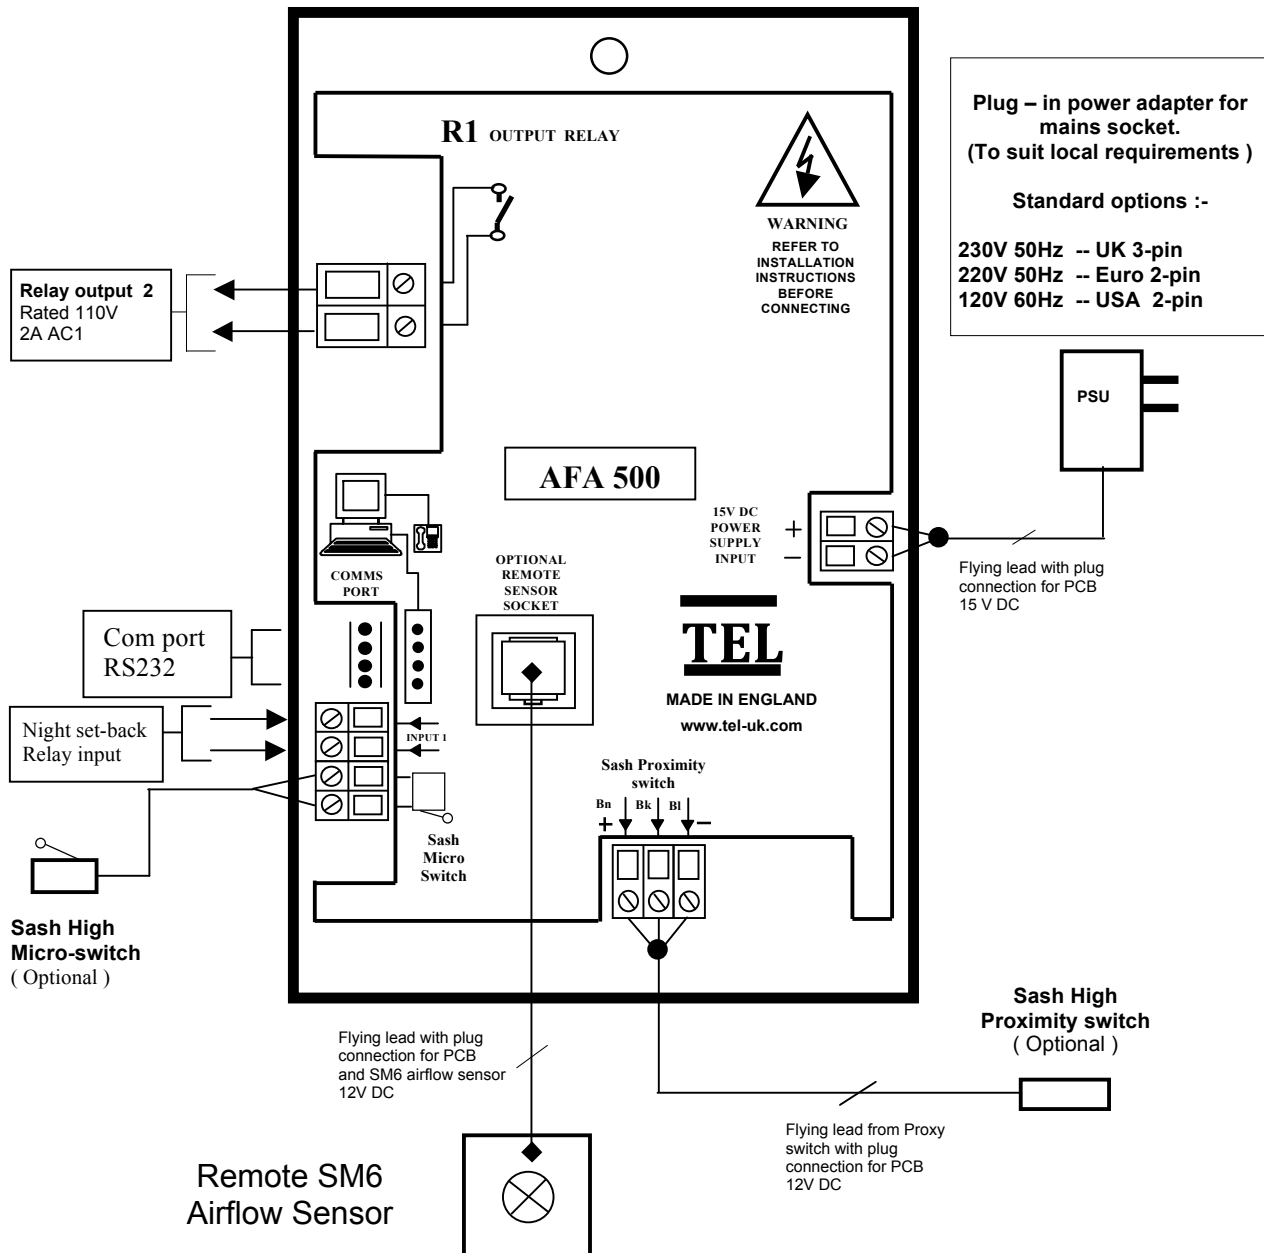 R1 OUTPUT RELAY
WARNING
REFER TO
INSTALLATION
INSTRUCTIONS
BEFORE
CONNECTING
Plug – in power adapter for
mains socket.
(To suit local requirements )
Standard options :-
230V 50Hz -- UK 3-pin
220V 50Hz -- Euro 2-pin
120V 60Hz -- USA 2-pin
PSU
Relay output 2
Rated 110V
2A AC1
AFA 500
15V DC
POWER
SUPPLY
INPUT
+
–
Flying lead with plug
connection for PCB
15 V DC
COMMS
PORT
OPTIONAL
REMOTE
SENSOR
SOCKET
TEL
MADE IN ENGLAND
www.tel-uk.com
Com port
RS232
Night set-back
Relay input
INPUT 1
Sash
Micro
Switch
Sash Proximity
switch
Bn Bk Bl
+ –
Sash High
Micro-switch
( Optional )
Sash High
Proximity switch
( Optional )
Flying lead with plug
connection for PCB
and SM6 airflow sensor
12V DC
Flying lead from Proxy
switch with plug
connection for PCB
12V DC
Remote SM6
Airflow Sensor